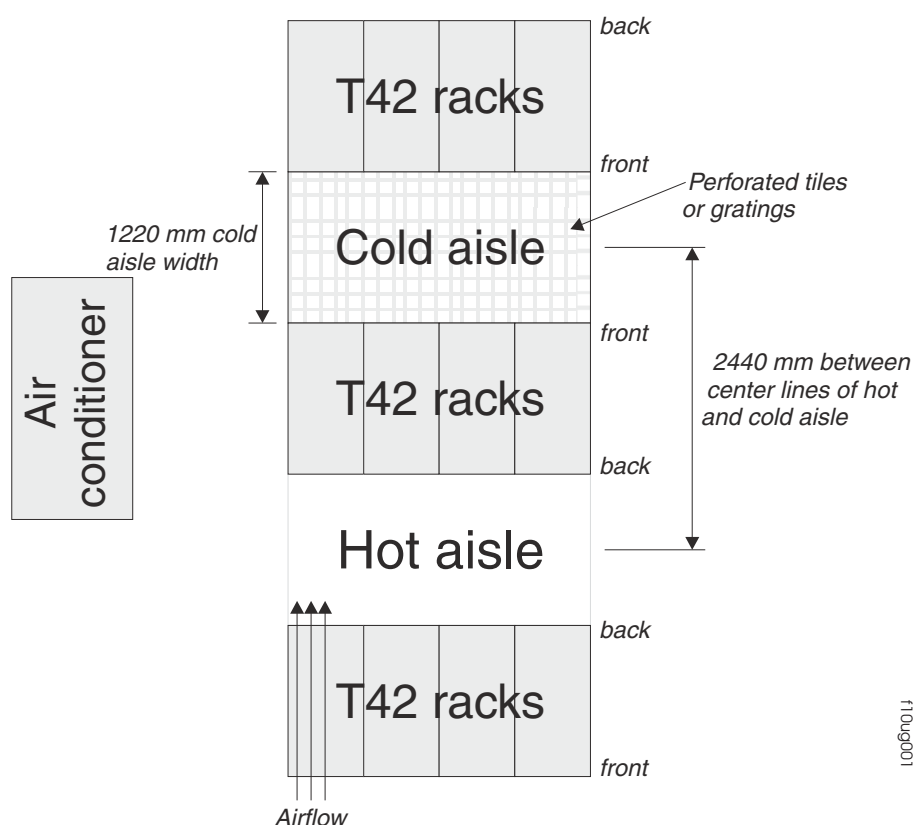 back
T42 racks
front
Perforated tiles
or gratings
1220 mm cold
aisle width
Cold aisle
Air
conditioner
front
2440 mm between
center lines of hot
and cold aisle
T42 racks
back
Hot aisle
back
T42 racks
front
Airflow
f10ug001